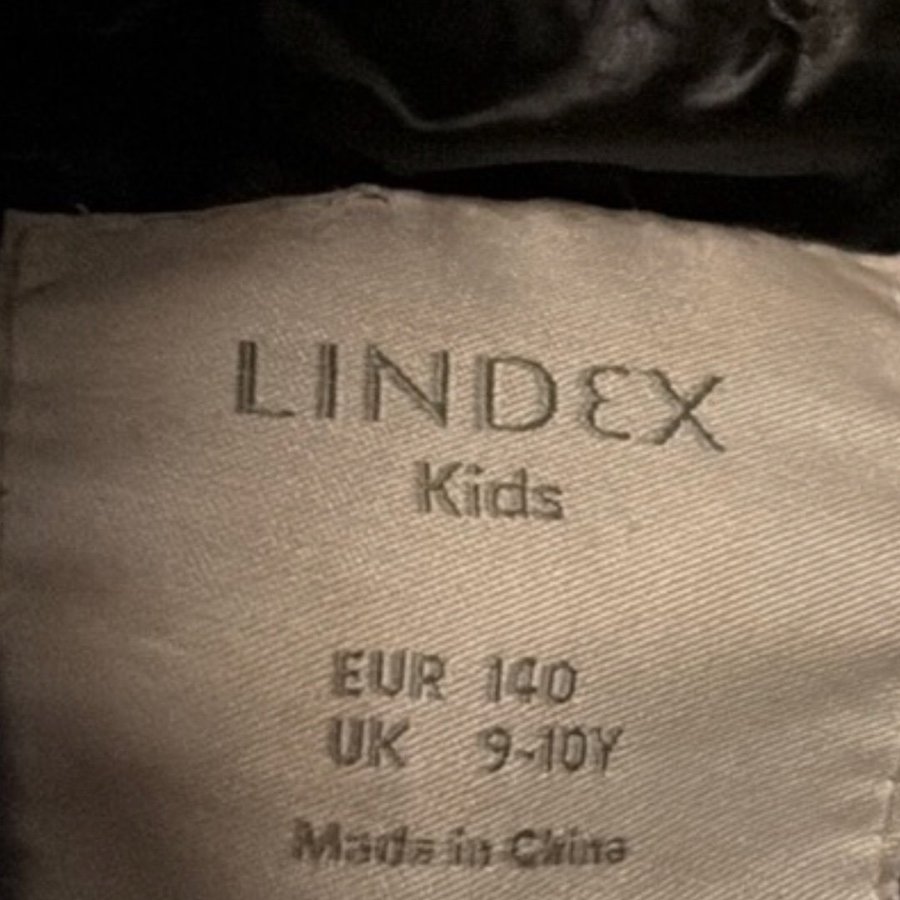 LINDEX
Kids
EUR 140
UK 9-10Y
Made in China